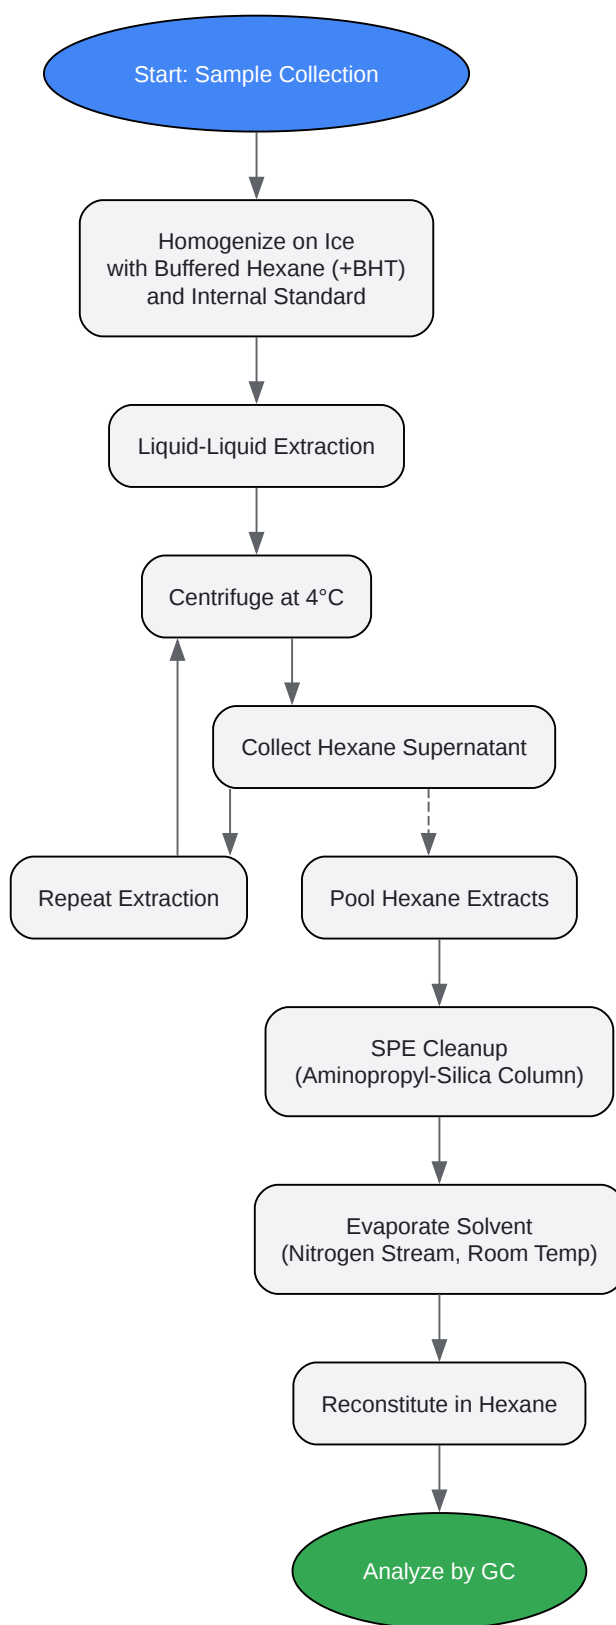 Start: Sample Collection
Homogenize on Ice
with Buffered Hexane (+BHT)
and Internal Standard
Liquid-Liquid Extraction
Centrifuge at 4°C
Collect Hexane Supernatant
Repeat Extraction
Pool Hexane Extracts
SPE Cleanup
(Aminopropyl-Silica Column)
Evaporate Solvent
(Nitrogen Stream, Room Temp)
Reconstitute in Hexane
Analyze by GC